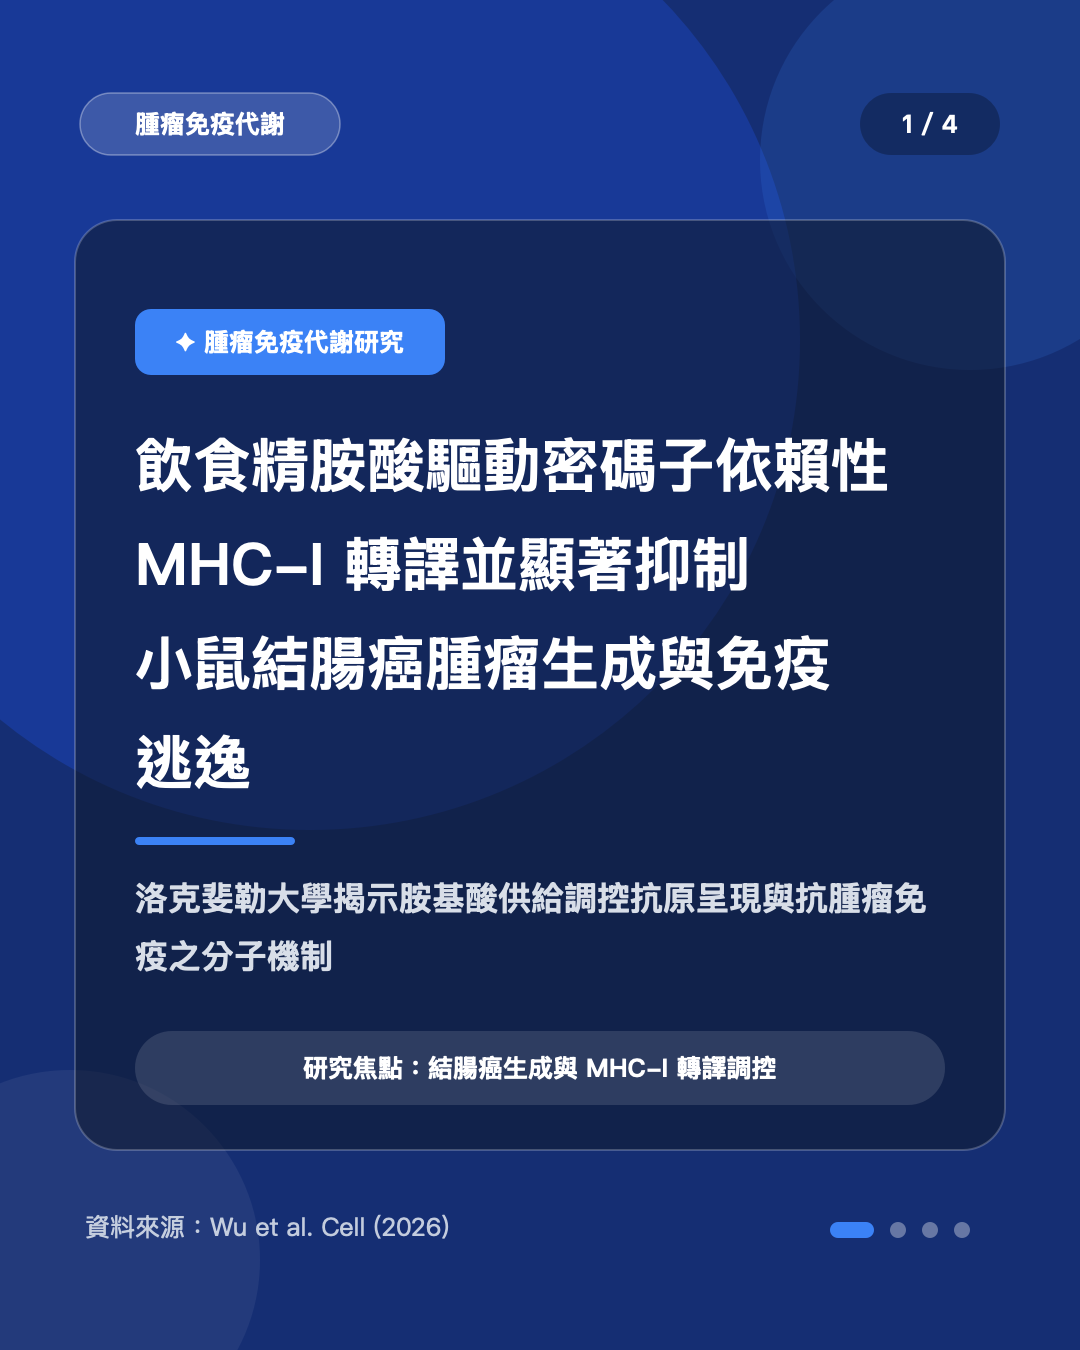 腫瘤免疫代謝
1 / 4
✦ 腫瘤免疫代謝研究
飲食精胺酸驅動密碼子依賴性
MHC-I 轉譯並顯著抑制
小鼠結腸癌腫瘤生成與免疫
逃逸
洛克斐勒大學揭示胺基酸供給調控抗原呈現與抗腫瘤免
疫之分子機制
研究焦點：結腸癌生成與 MHC-I 轉譯調控
資料來源：Wu et al. Cell (2026)